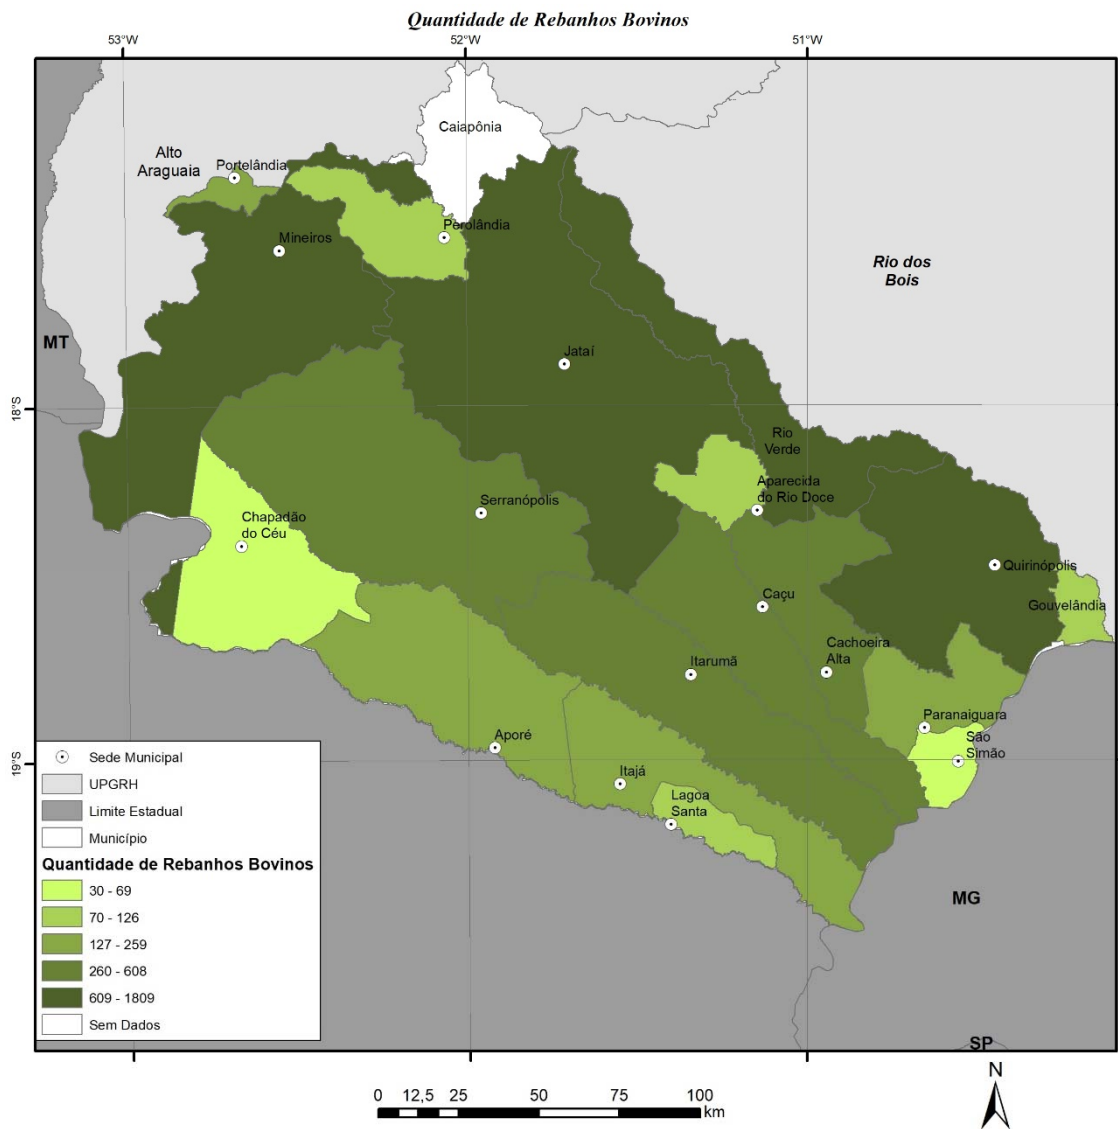 Quantidade de Rebanhos Bovinos
53°W
52°W
51°W
Caiapônia
Alto
Araguaia
Portelândia
Perolândia
Mineiros
Rio dos
Bois
MT
Jataí
18°S
Rio
Verde
Aparecida
do Rio Doce
Serranópolis
Chapadão
do Céu
Quirinópolis
Gouvelândia
Caçu
Cachoeira
Alta
Itarumã
Paranaiguara
São
Simão
Aporé
19°S
Itajá
Lagoa
Santa
MG
SP
Sede Municipal
UPGRH
Limite Estadual
Município
Quantidade de Rebanhos Bovinos
30 - 69
70 - 126
127 - 259
260 - 608
609 - 1809
Sem Dados
N
0 12,5 25 50 75 100
km